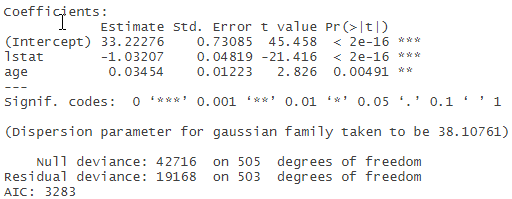 Coefficients:
            Estimate Std. Error t value Pr(>|t|)
(Intercept) 33.22276    0.73085  45.458  < 2e-16 ***
lstat       -1.03207    0.04819 -21.416  < 2e-16 ***
age          0.03454    0.01223   2.826  0.00491 **
---
Signif. codes:  0 ‘***’ 0.001 ‘**’ 0.01 ‘*’ 0.05 ‘.’ 0.1 ‘ ’ 1
(Dispersion parameter for gaussian family taken to be 38.10761)
    Null deviance: 42716  on 505  degrees of freedom
Residual deviance: 19168  on 503  degrees of freedom
AIC: 3283